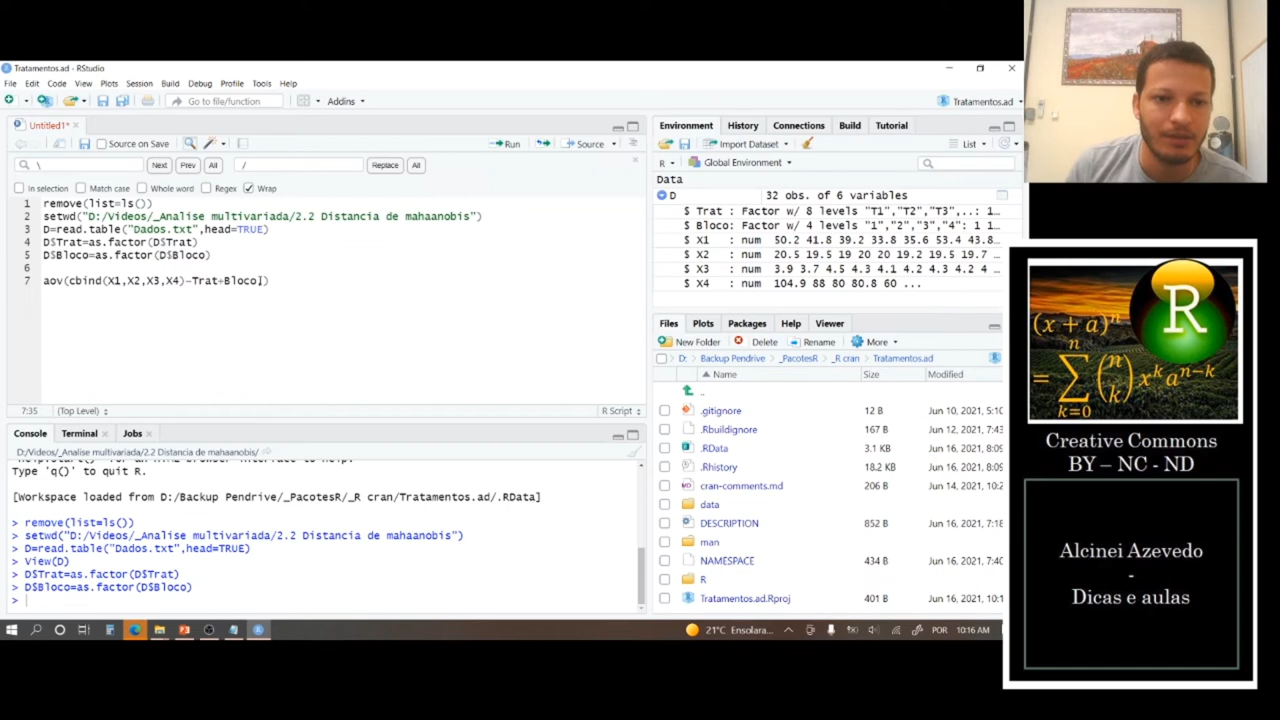 Tratamentos.ad - RStudio
File Edit Code View Plots Session Build Debug Profile Tools Help
Go to file/function
Addins
Tratamentos.ad
Untitled1*
Source on Save
Run
Source
\
Next
Prev
All
/
Replace
All
In selection
Match case
Whole word
Regex
Wrap
1 remove(list=ls())
2 setwd("D:/Videos/_Analise multivariada/2.2 Distancia de mahaanobis")
3 D=read.table("Dados.txt",head=TRUE)
4 D$Trat=as.factor(D$Trat)
5 D$Bloco=as.factor(D$Bloco)
6
7 aov(cbind(X1,X2,X3,X4)~Trat+Bloco,)
7:35 (Top Level) R Script
Console Terminal Jobs
D:/Videos/_Analise multivariada/2.2 Distancia de mahaanobis/
Type 'q()' to quit R.
[Workspace loaded from D:/Backup Pendrive/_PacotesR/_R cran/Tratamentos.ad/.RData]
> remove(list=ls())
> setwd("D:/Videos/_Analise multivariada/2.2 Distancia de mahaanobis")
> D=read.table("Dados.txt",head=TRUE)
> View(D)
> D$Trat=as.factor(D$Trat)
> D$Bloco=as.factor(D$Bloco)
>
Environment History Connections Build Tutorial
Import Dataset
List
R Global Environment
Data
D 32 obs. of 6 variables
$ Trat : Factor w/ 8 levels "T1","T2","T3",..: 1…
$ Bloco: Factor w/ 4 levels "1","2","3","4": 1 1…
$ X1 : num 50.2 41.8 39.2 33.8 35.6 53.4 43.8…
$ X2 : num 20.5 19.5 19 20 20 19.2 19.5 19.7 …
$ X3 : num 3.9 3.7 4.5 4.3 4.1 4.2 4.3 4.2 4 …
$ X4 : num 104.9 88 80 80.8 60 ...
Files Plots Packages Help Viewer
New Folder Delete Rename More
D: Backup Pendrive _PacotesR _R cran Tratamentos.ad
Name Size Modified
..
.gitignore 12 B Jun 10, 2021, 5:10
.Rbuildignore 167 B Jun 12, 2021, 7:43
.RData 3.1 KB Jun 16, 2021, 8:09
.Rhistory 18.2 KB Jun 16, 2021, 8:09
cran-comments.md 206 B Jun 14, 2021, 10:2
data
DESCRIPTION 852 B Jun 16, 2021, 7:18
man
NAMESPACE 434 B Jun 16, 2021, 7:40
R
Tratamentos.ad.Rproj 401 B Jun 16, 2021, 10:1
21°C Ensolara... POR 10:16 AM
(x + a)^n
= ∑ k=0 n (n k) x^k a^(n−k)
R
Creative Commons
BY – NC - ND
Alcinei Azevedo
-
Dicas e aulas